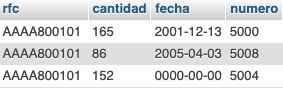 rfc cantidad fecha numero
AAAA800101 165 2001-12-13 5000
AAAA800101 86 2005-04-03 5008
AAAA800101 152 0000-00-00 5004